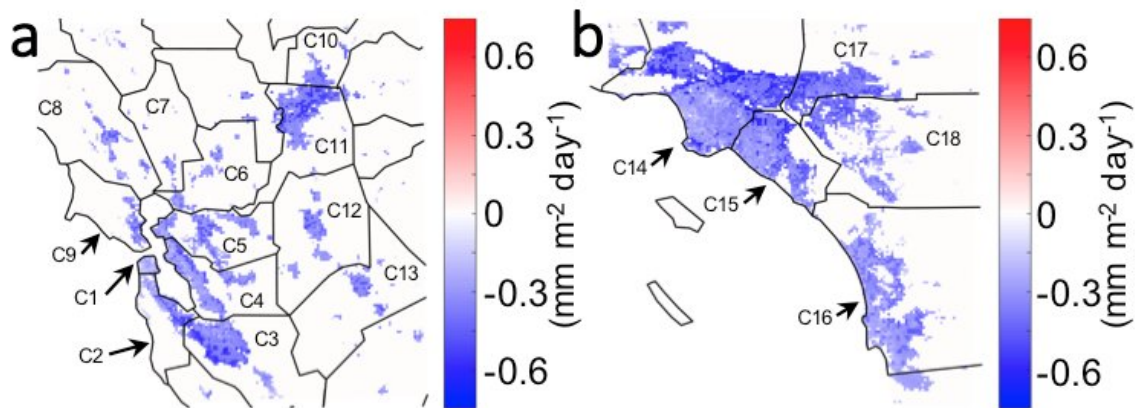 a
C10
C8
C7
C11
C6
C12
C5
C9
C13
C1
C4
C3
C2
0.6
0.3
0
-0.3
-0.6
(mm m⁻² day⁻¹)
b
C17
C18
C14
C15
C16
0.6
0.3
0
-0.3
-0.6
(mm m⁻² day⁻¹)